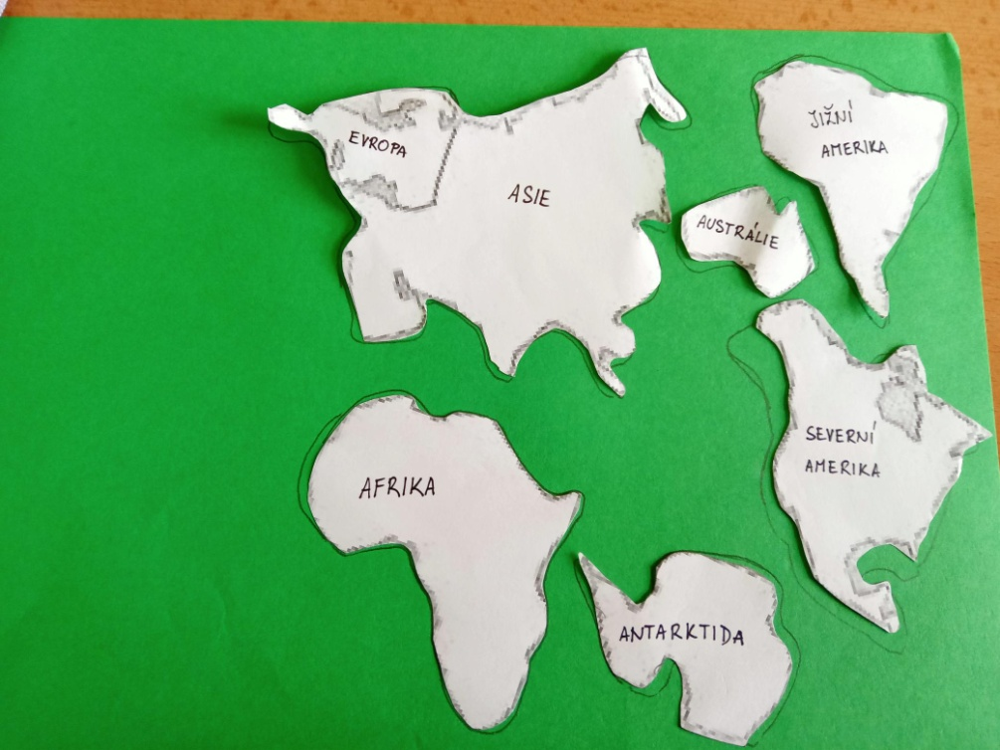 EVROPA
ASIE
JIŽNÍ
AMERIKA
AUSTRÁLIE
SEVERNÍ
AMERIKA
AFRIKA
ANTARKTIDA